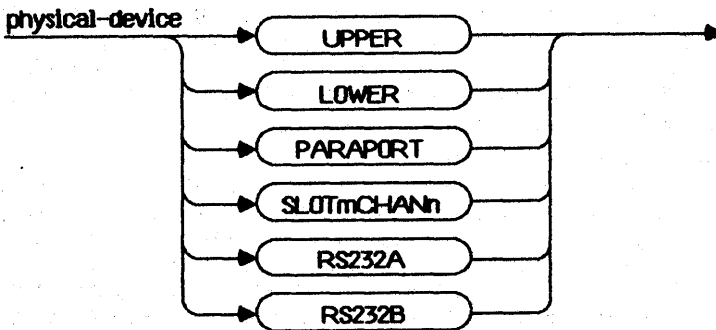 physical-device
UPPER
LOWER
PARAPORT
SLOTmCHANn
RS232A
RS232B